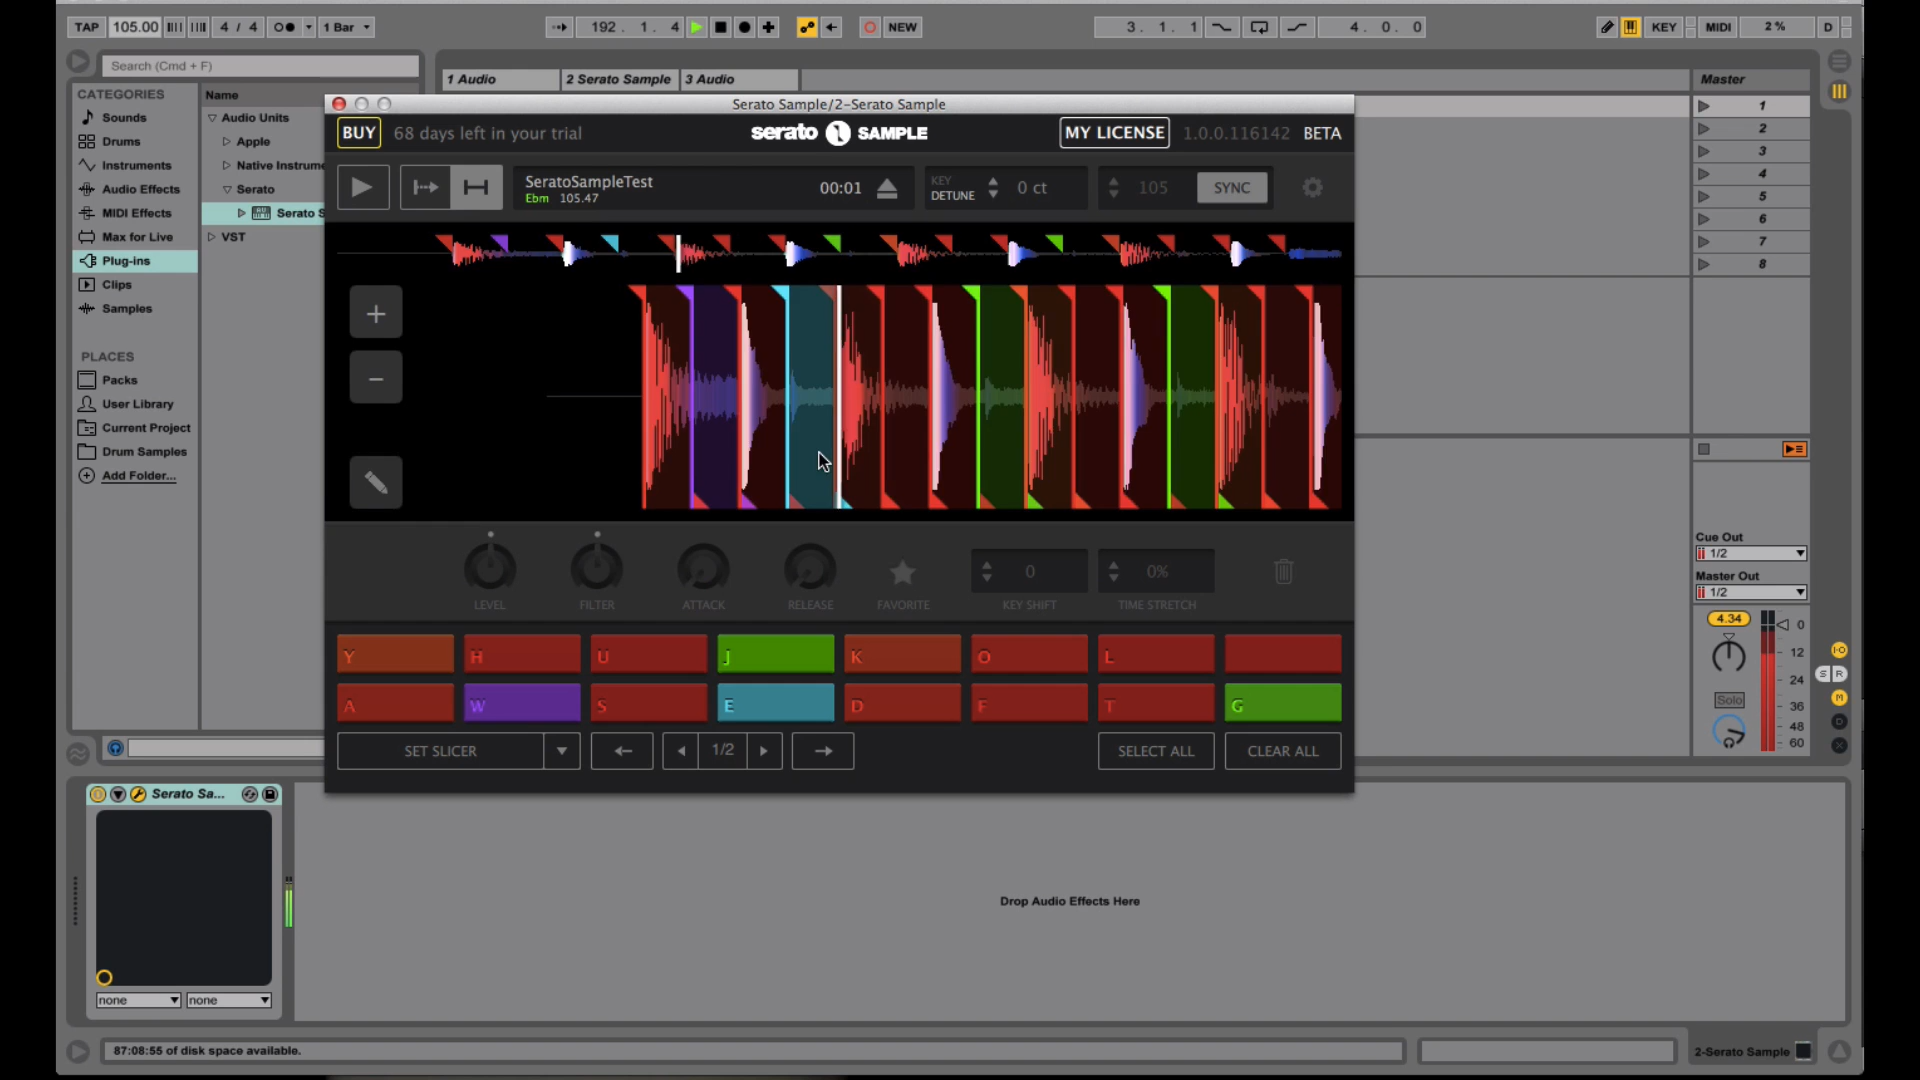 TAP 105.00 4 / 4 1 Bar 192 . 1 . 4 NEW 3 . 1 . 1 4 . 0 . 0 KEY MIDI 2 % D
Search (Cmd + F)
1 Audio 2 Serato Sample 3 Audio Master
CATEGORIES
Sounds
Drums
Instruments
Audio Effects
MIDI Effects
Max for Live
Plug-ins
Clips
Samples
PLACES
Packs
User Library
Current Project
Drum Samples
Add Folder...
Name
Audio Units
Apple
Native Instrume
Serato
Serato S
VST
Serato Sample/2-Serato Sample
BUY 68 days left in your trial serato SAMPLE MY LICENSE 1.0.0.116142 BETA
SeratoSampleTest
Ebm 105.47
00:01
KEY
DETUNE
0 ct
105
SYNC
0 0%
LEVEL FILTER ATTACK RELEASE FAVORITE KEY SHIFT TIME STRETCH
Y H U J K O L
A W S E D F T G
SET SLICER 1/2 SELECT ALL CLEAR ALL
1
2
3
4
5
6
7
8
Cue Out
1/2
Master Out
1/2
4.34
0
12
24
36
48
60
Solo
I·O
S R
M
D
X
Serato Sa...
none none
Drop Audio Effects Here
87:08:55 of disk space available.
2-Serato Sample